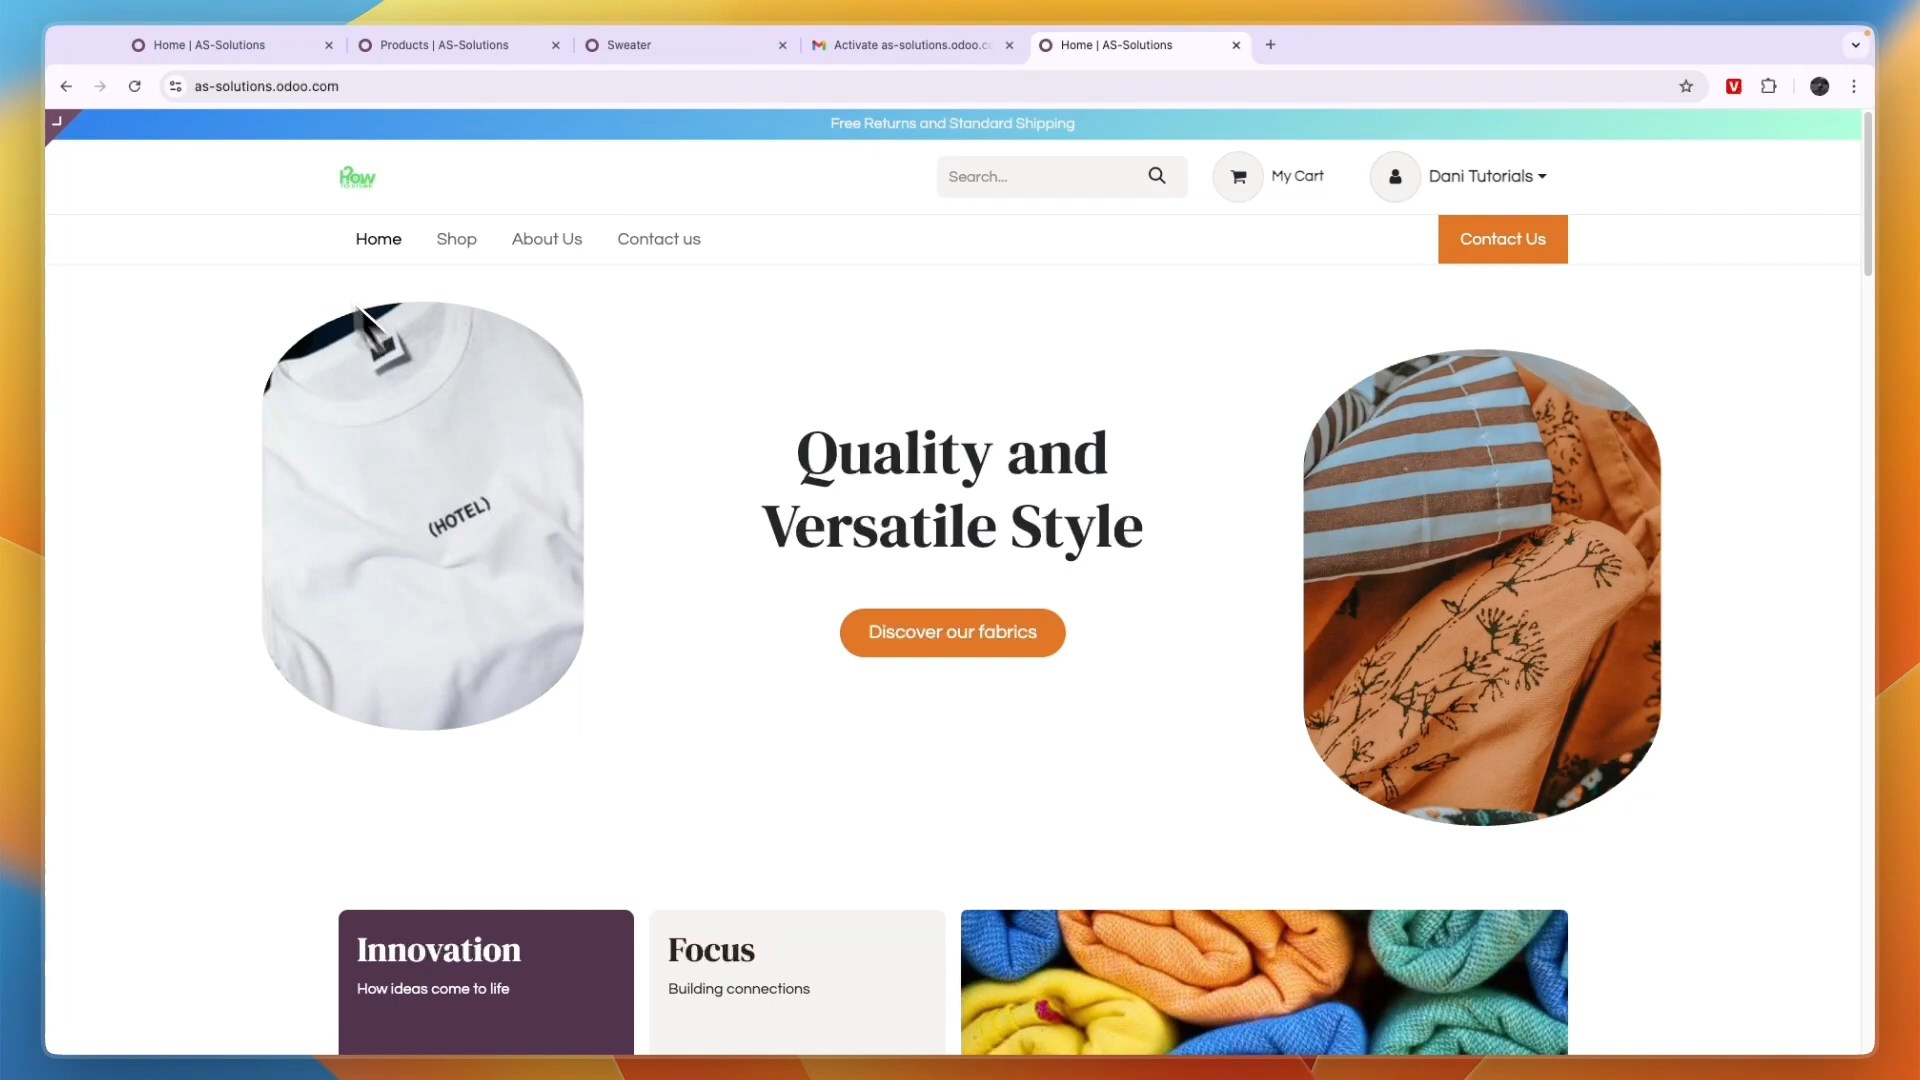 Home | AS-Solutions
Products | AS-Solutions
Sweater
Activate as-solutions.odoo.c
Home | AS-Solutions
as-solutions.odoo.com
Free Returns and Standard Shipping
How
Search...
My Cart
Dani Tutorials
Home
Shop
About Us
Contact us
Contact Us
(HOTEL)
Quality and
Versatile Style
Discover our fabrics
Innovation
How ideas come to life
Focus
Building connections